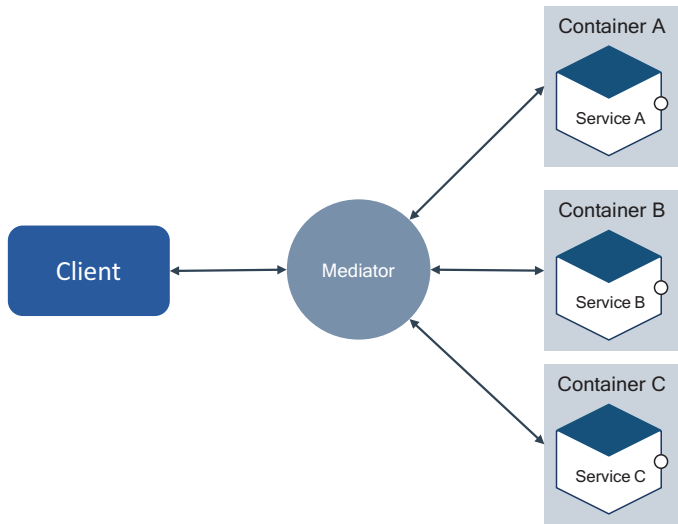 Container A
Service A
Container B
Client
Mediator
Service B
Container C
Service C